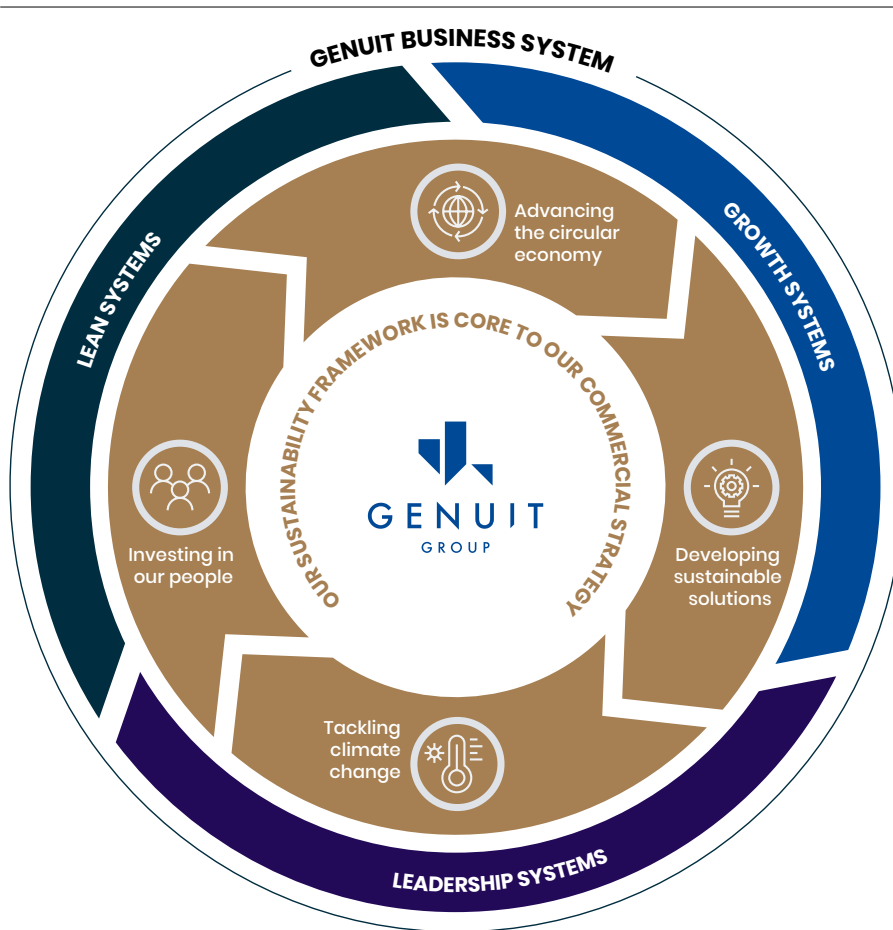 GENUIT BUSINESS SYSTEM
LEAN SYSTEMS
GROWTH SYSTEMS
Advancing
the circular
economy
OUR SUSTAINABILITY FRAMEWORK IS CORE TO OUR COMMERCIAL STRATEGY
GENUIT
GROUP
Investing in
our people
Developing
sustainable
solutions
Tackling
climate
change
LEADERSHIP SYSTEMS